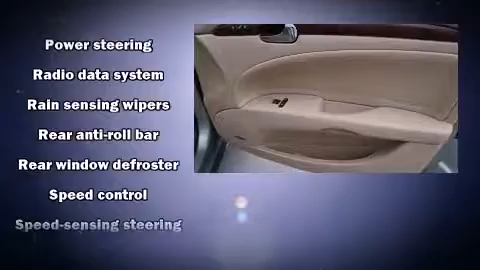 Power steering
Radio data system
Rain sensing wipers
Rear anti-roll bar
Rear window defroster
Speed control
Speed-sensing steering